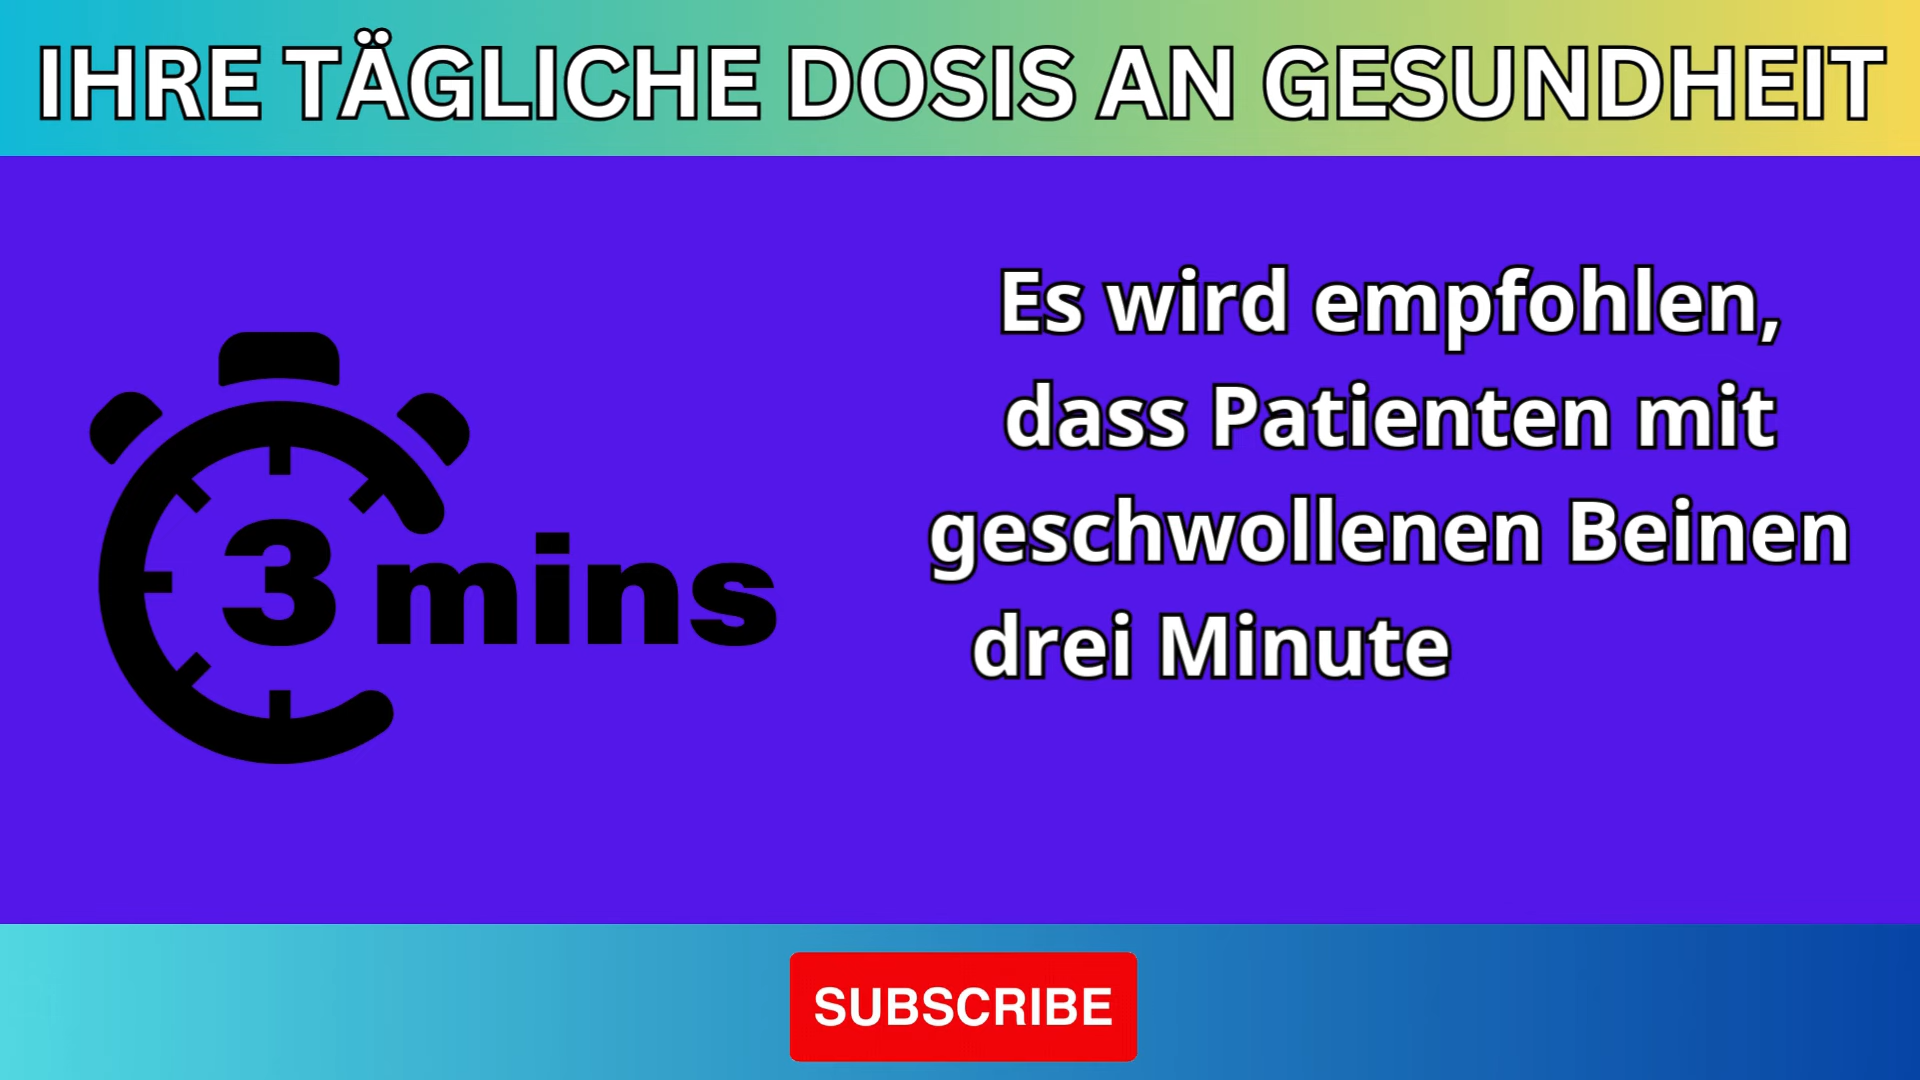 IHRE TÄGLICHE DOSIS AN GESUNDHEIT
Es wird empfohlen,
dass Patienten mit
geschwollenen Beinen
drei Minute
3 mins
SUBSCRIBE